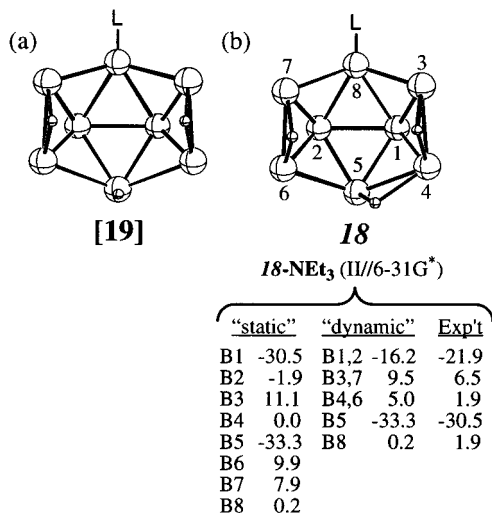 (a) L (b) L
7 8 3
2 1
6 5 4
[19] 18
18-NEt₃ (II//6-31G*)
"static" "dynamic" Exp't
B1 -30.5 B1,2 -16.2 -21.9
B2 -1.9 B3,7 9.5 6.5
B3 11.1 B4,6 5.0 1.9
B4 0.0 B5 -33.3 -30.5
B5 -33.3 B8 0.2 1.9
B6 9.9
B7 7.9
B8 0.2